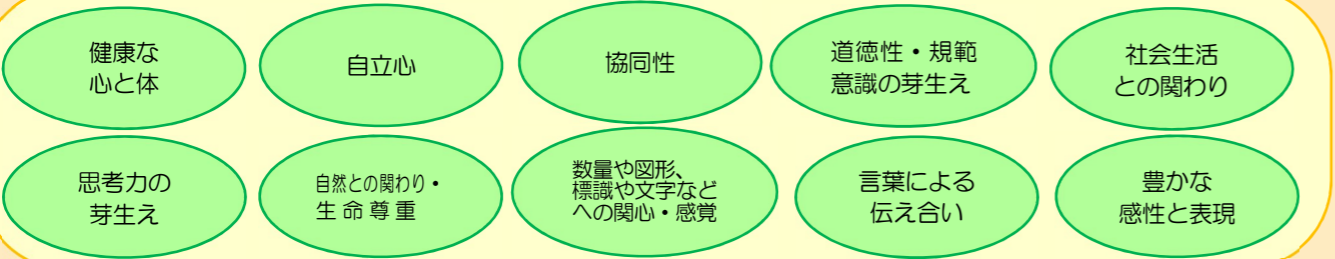 健康な
心と体
自立心
協同性
道徳性・規範
意識の芽生え
社会生活
との関わり
思考力の
芽生え
自然との関わり・
生命尊重
数量や図形、
標識や文字など
への関心・感覚
言葉による
伝え合い
豊かな
感性と表現